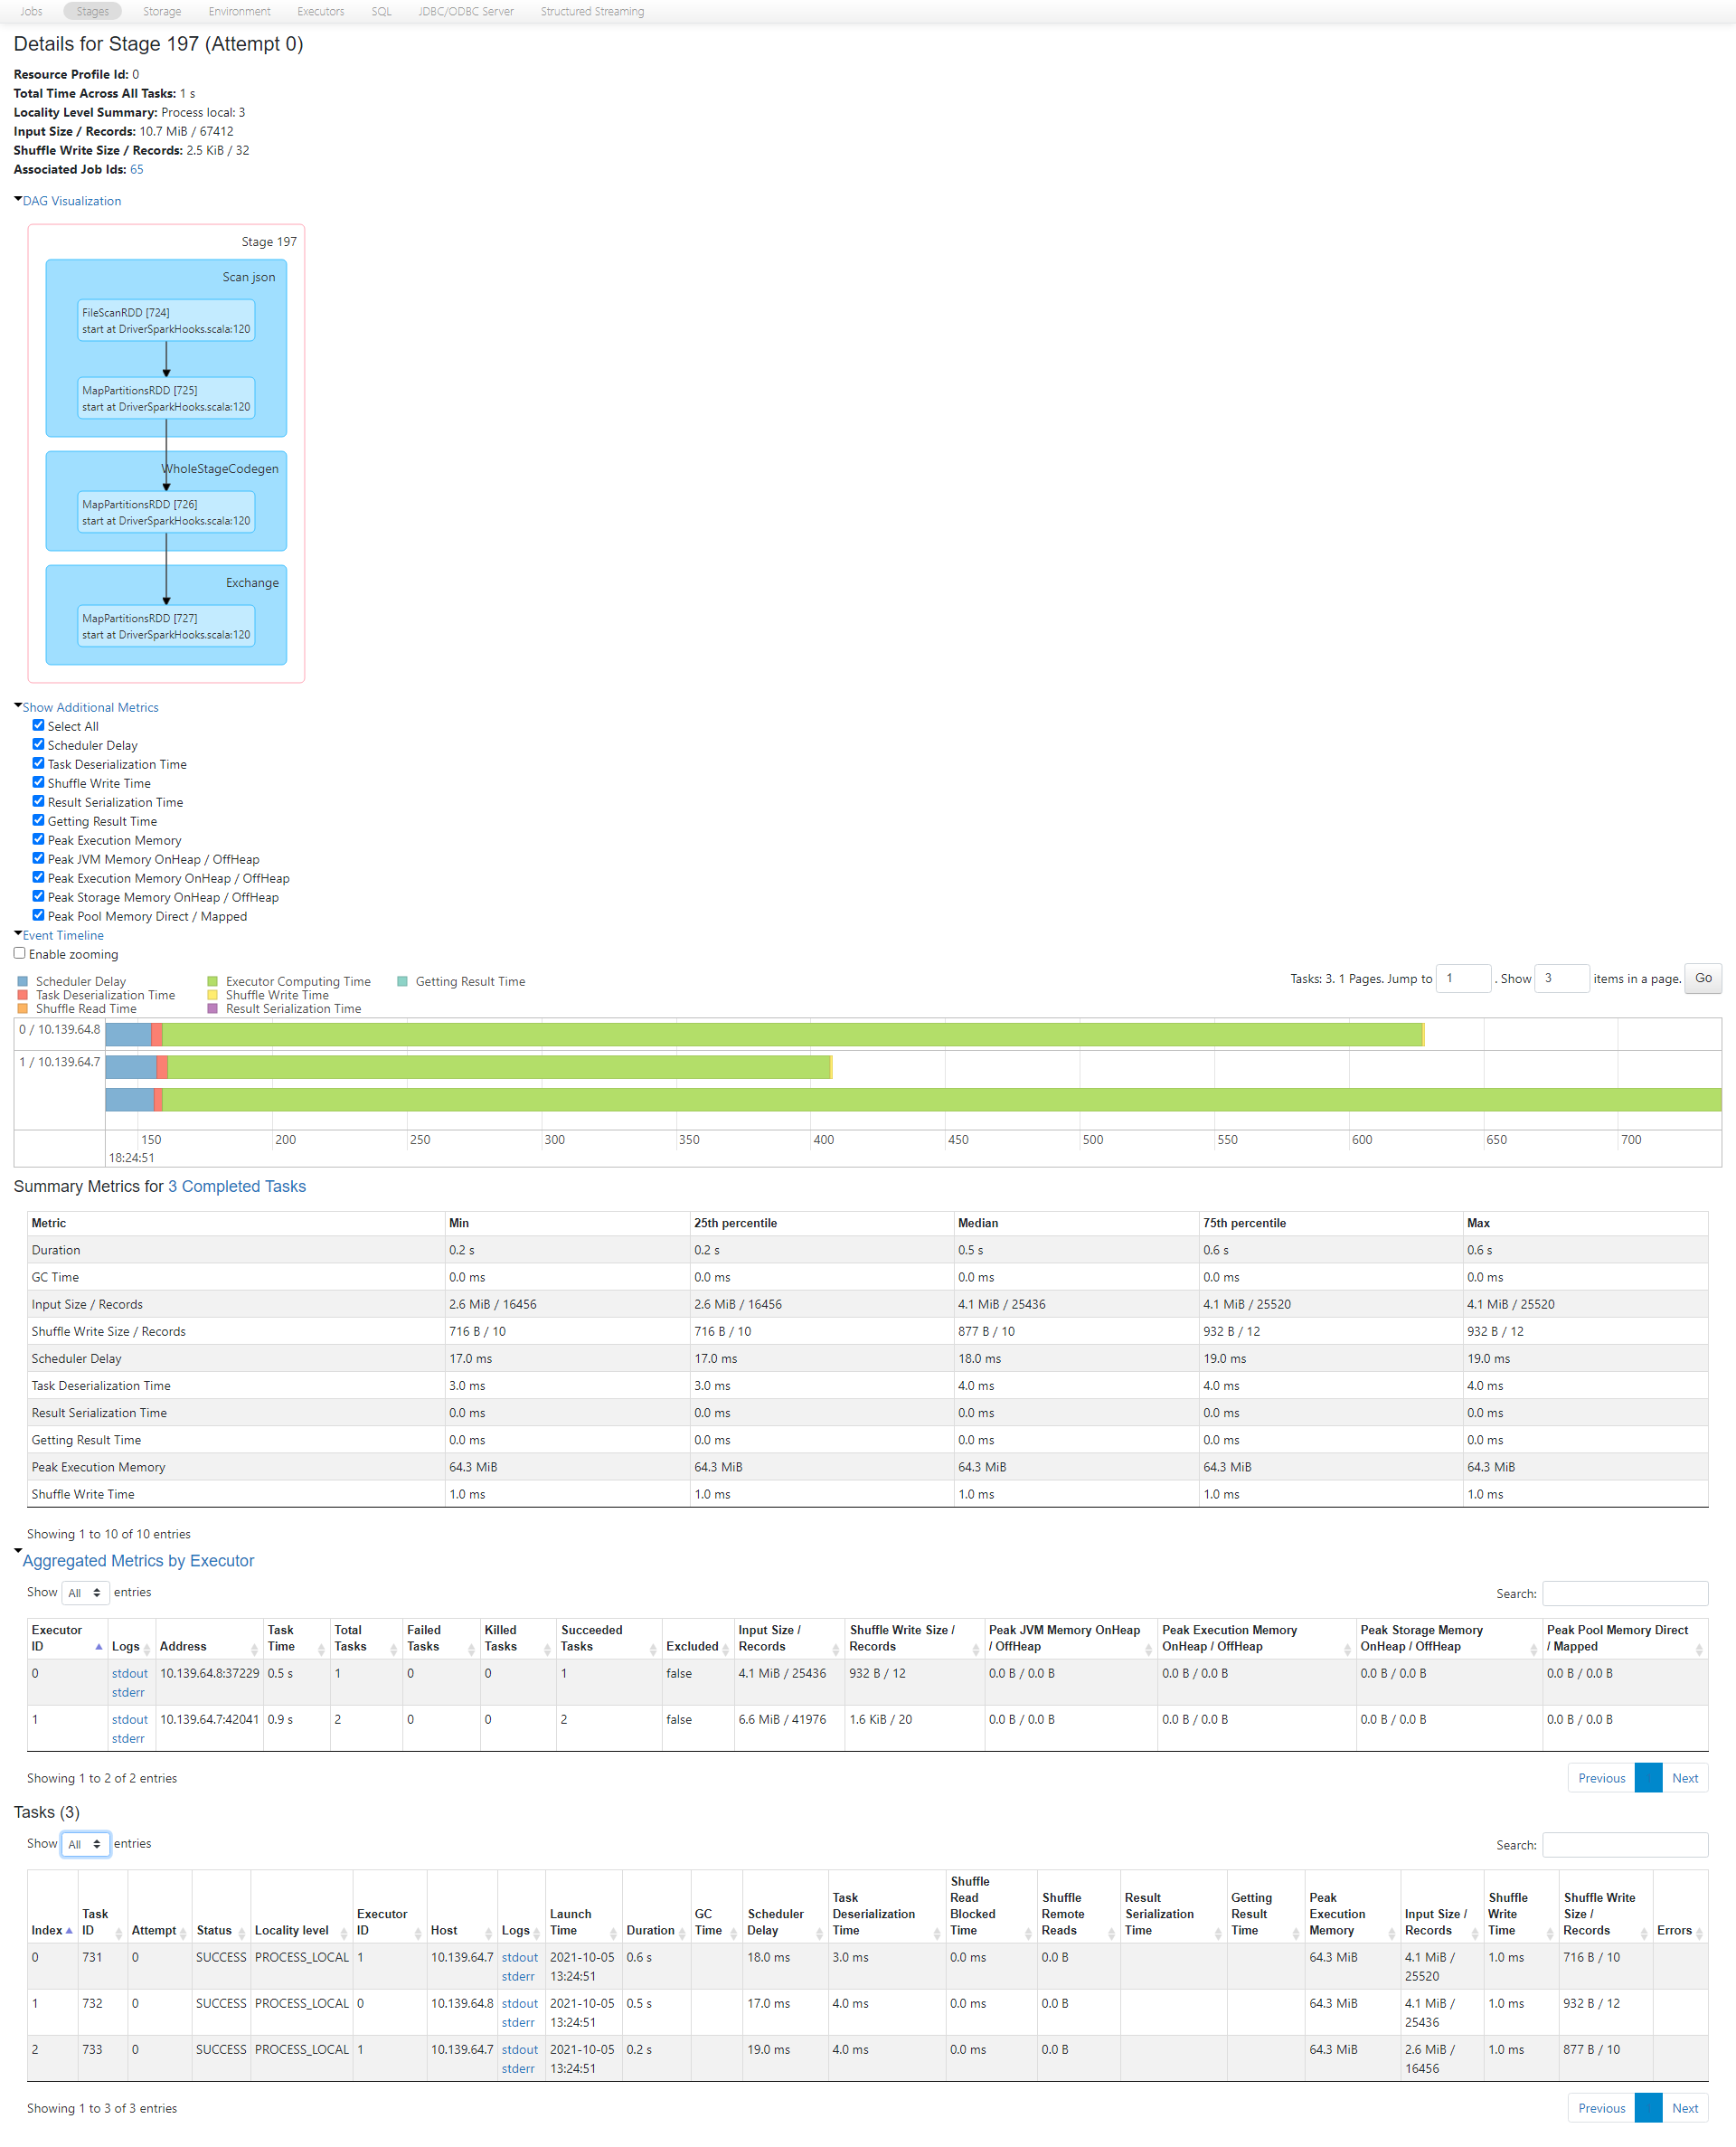 Jobs Stages Storage Environment Executors SQL JDBC/ODBC Server Structured Streaming
Details for Stage 197 (Attempt 0)
Resource Profile Id: 0
Total Time Across All Tasks: 1 s
Locality Level Summary: Process local: 3
Input Size / Records: 10.7 MiB / 67412
Shuffle Write Size / Records: 2.5 KiB / 32
Associated Job Ids: 65
DAG Visualization
Stage 197
Scan json
FileScanRDD [724]
start at DriverSparkHooks.scala:120
MapPartitionsRDD [725]
start at DriverSparkHooks.scala:120
WholeStageCodegen
MapPartitionsRDD [726]
start at DriverSparkHooks.scala:120
Exchange
MapPartitionsRDD [727]
start at DriverSparkHooks.scala:120
Show Additional Metrics
Select All
Scheduler Delay
Task Deserialization Time
Shuffle Write Time
Result Serialization Time
Getting Result Time
Peak Execution Memory
Peak JVM Memory OnHeap / OffHeap
Peak Execution Memory OnHeap / OffHeap
Peak Storage Memory OnHeap / OffHeap
Peak Pool Memory Direct / Mapped
Event Timeline
Enable zooming
Scheduler Delay Executor Computing Time Getting Result Time
Task Deserialization Time Shuffle Write Time
Shuffle Read Time Result Serialization Time
Tasks: 3. 1 Pages. Jump to 1 . Show 3 items in a page. Go
0 / 10.139.64.8
1 / 10.139.64.7
150 200 250 300 350 400 450 500 550 600 650 700
18:24:51
Summary Metrics for 3 Completed Tasks
Metric Min 25th percentile Median 75th percentile Max
Duration 0.2 s 0.2 s 0.5 s 0.6 s 0.6 s
GC Time 0.0 ms 0.0 ms 0.0 ms 0.0 ms 0.0 ms
Input Size / Records 2.6 MiB / 16456 2.6 MiB / 16456 4.1 MiB / 25436 4.1 MiB / 25520 4.1 MiB / 25520
Shuffle Write Size / Records 716 B / 10 716 B / 10 877 B / 10 932 B / 12 932 B / 12
Scheduler Delay 17.0 ms 17.0 ms 18.0 ms 19.0 ms 19.0 ms
Task Deserialization Time 3.0 ms 3.0 ms 4.0 ms 4.0 ms 4.0 ms
Result Serialization Time 0.0 ms 0.0 ms 0.0 ms 0.0 ms 0.0 ms
Getting Result Time 0.0 ms 0.0 ms 0.0 ms 0.0 ms 0.0 ms
Peak Execution Memory 64.3 MiB 64.3 MiB 64.3 MiB 64.3 MiB 64.3 MiB
Shuffle Write Time 1.0 ms 1.0 ms 1.0 ms 1.0 ms 1.0 ms
Showing 1 to 10 of 10 entries
Aggregated Metrics by Executor
Show All entries Search:
Executor ID Logs Address Task Time Total Tasks Failed Tasks Killed Tasks Succeeded Tasks Excluded Input Size / Records Shuffle Write Size / Records Peak JVM Memory OnHeap / OffHeap Peak Execution Memory OnHeap / OffHeap Peak Storage Memory OnHeap / OffHeap Peak Pool Memory Direct / Mapped
0 stdout 10.139.64.8:37229 0.5 s 1 0 0 1 false 4.1 MiB / 25436 932 B / 12 0.0 B / 0.0 B 0.0 B / 0.0 B 0.0 B / 0.0 B 0.0 B / 0.0 B
stderr
1 stdout 10.139.64.7:42041 0.9 s 2 0 0 2 false 6.6 MiB / 41976 1.6 KiB / 20 0.0 B / 0.0 B 0.0 B / 0.0 B 0.0 B / 0.0 B 0.0 B / 0.0 B
stderr
Showing 1 to 2 of 2 entries Previous Next
Tasks (3)
Show All entries Search:
Index Task ID Attempt Status Locality level Executor ID Host Logs Launch Time Duration GC Time Scheduler Delay Task Deserialization Time Shuffle Read Blocked Time Shuffle Remote Reads Result Serialization Time Getting Result Time Peak Execution Memory Input Size / Records Shuffle Write Time Shuffle Write Size / Records Errors
0 731 0 SUCCESS PROCESS_LOCAL 1 10.139.64.7 stdout 2021-10-05 0.6 s 18.0 ms 3.0 ms 0.0 ms 0.0 B 64.3 MiB 4.1 MiB / 1.0 ms 716 B / 10
stderr 13:24:51 25520
1 732 0 SUCCESS PROCESS_LOCAL 0 10.139.64.8 stdout 2021-10-05 0.5 s 17.0 ms 4.0 ms 0.0 ms 0.0 B 64.3 MiB 4.1 MiB / 1.0 ms 932 B / 12
stderr 13:24:51 25436
2 733 0 SUCCESS PROCESS_LOCAL 1 10.139.64.7 stdout 2021-10-05 0.2 s 19.0 ms 4.0 ms 0.0 ms 0.0 B 64.3 MiB 2.6 MiB / 1.0 ms 877 B / 10
stderr 13:24:51 16456
Showing 1 to 3 of 3 entries Previous Next